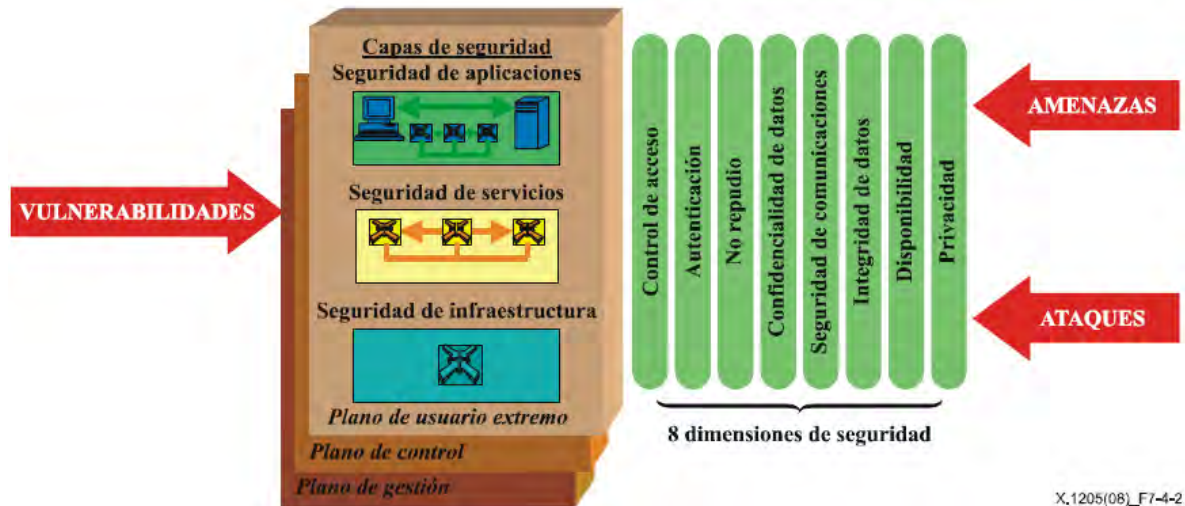 Capas de seguridad
Seguridad de aplicaciones
Seguridad de servicios
Seguridad de infraestructura
Plano de usuario extremo
Plano de control
Plano de gestión
VULNERABILIDADES
Control de acceso
Autenticación
No repudio
Confidencialidad de datos
Seguridad de comunicaciones
Integridad de datos
Disponibilidad
Privacidad
8 dimensiones de seguridad
AMENAZAS
ATAQUES
X.1205(08)_F7-4-2